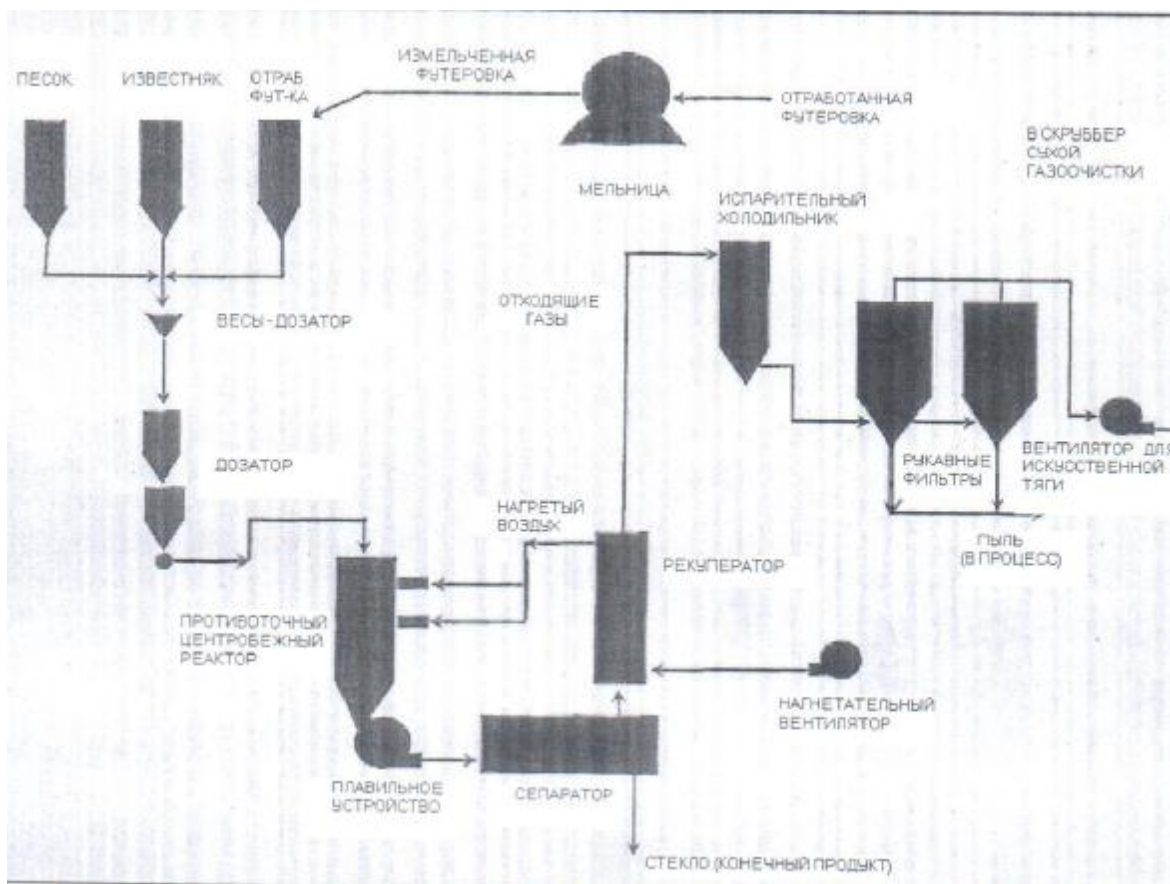 ПЕСОК
ИЗВЕСТНЯК
ОТРАБ
ФУТ-КА
ИЗМЕЛЬЧЕННАЯ
ФУТЕРОВКА
ОТРАБОТАННАЯ
ФУТЕРОВКА
МЕЛЬНИЦА
В СКРУББЕР
СУХОЙ
ГАЗООЧИСТКИ
ИСПАРИТЕЛЬНЫЙ
ХОЛОДИЛЬНИК
ОТХОДЯЩИЕ
ГАЗЫ
ВЕСЫ-ДОЗАТОР
ДОЗАТОР
РУКАВНЫЕ
ФИЛЬТРЫ
ВЕНТИЛЯТОР ДЛЯ
ИСКУССТВЕННОЙ
ТЯГИ
НАГРЕТЫЙ
ВОЗДУХ
ПЫЛЬ
(В ПРОЦЕСС)
РЕКУПЕРАТОР
ПРОТИВОТОЧНЫЙ
ЦЕНТРОБЕЖНЫЙ
РЕАКТОР
НАГНЕТАТЕЛЬНЫЙ
ВЕНТИЛЯТОР
ПЛАВИЛЬНОЕ
УСТРОЙСТВО
СЕПАРАТОР
СТЕКЛО (КОНЕЧНЫЙ ПРОДУКТ)